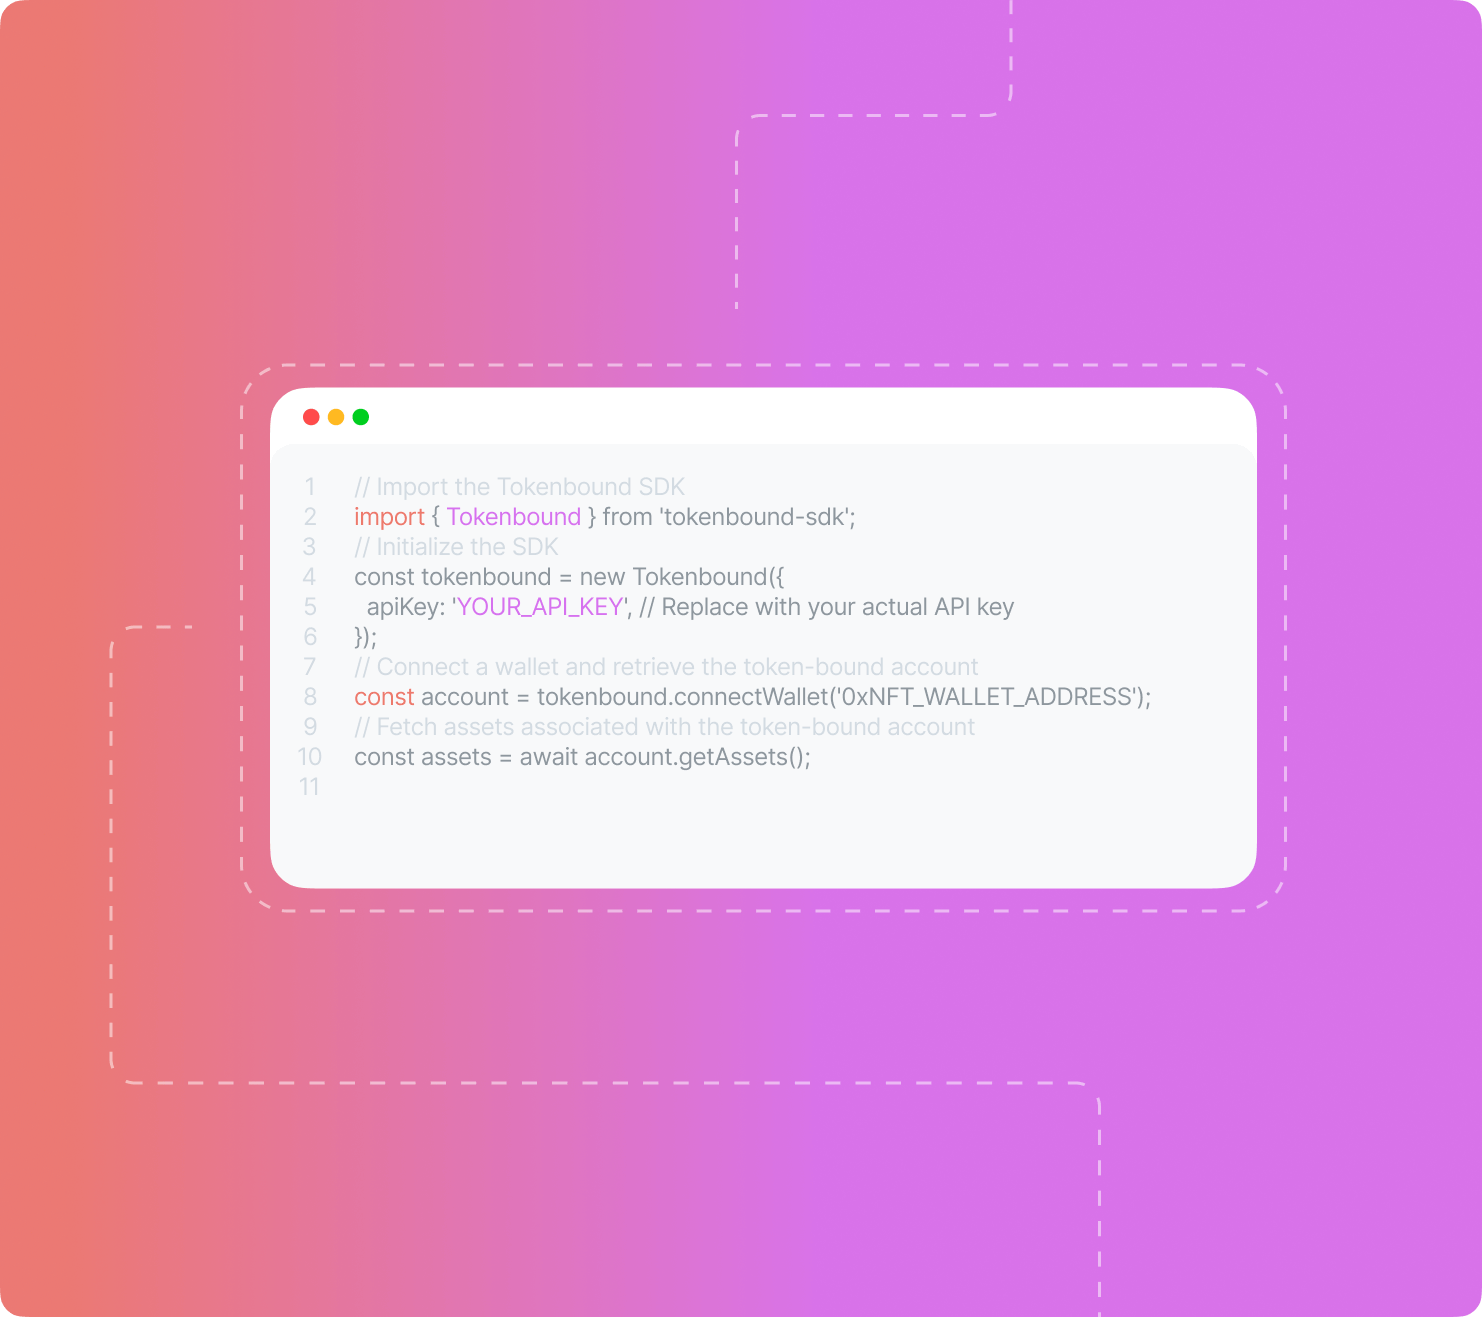 1 // Import the Tokenbound SDK
2 import { Tokenbound } from 'tokenbound-sdk';
3 // Initialize the SDK
4 const tokenbound = new Tokenbound({
5 apiKey: 'YOUR_API_KEY', // Replace with your actual API key
6 });
7 // Connect a wallet and retrieve the token-bound account
8 const account = tokenbound.connectWallet('0xNFT_WALLET_ADDRESS');
9 // Fetch assets associated with the token-bound account
10 const assets = await account.getAssets();
11